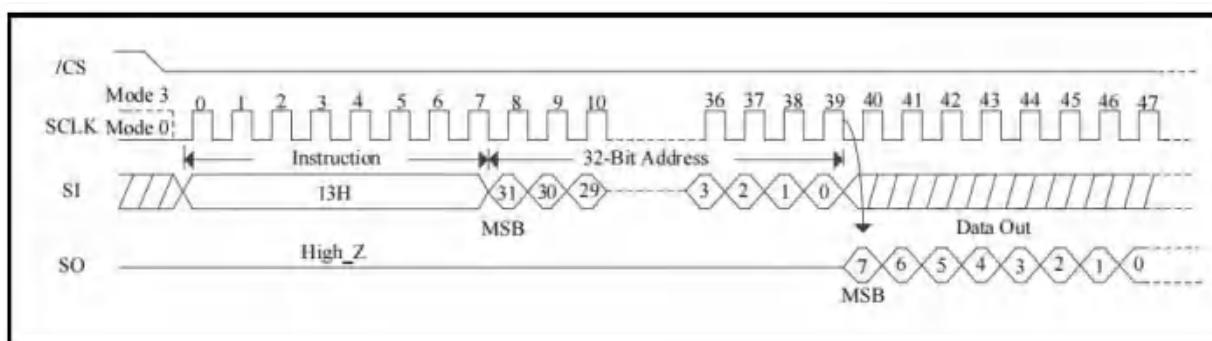 /CS
Mode 3
0 1 2 3 4 5 6 7 8 9 10 36 37 38 39 40 41 42 43 44 45 46 47
SCLK Mode 0
Instruction 32-Bit Address
SI 13H 31 30 29 3 2 1 0
MSB Data Out
High_Z
SO 7 6 5 4 3 2 1 0
MSB